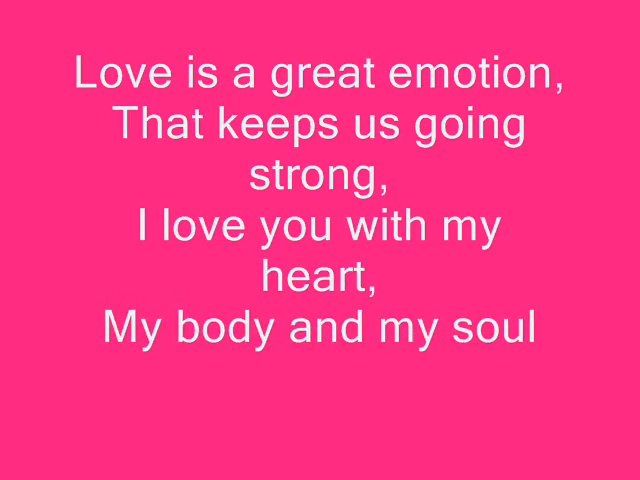 Love is a great emotion,
That keeps us going
strong,
I love you with my
heart,
My body and my soul